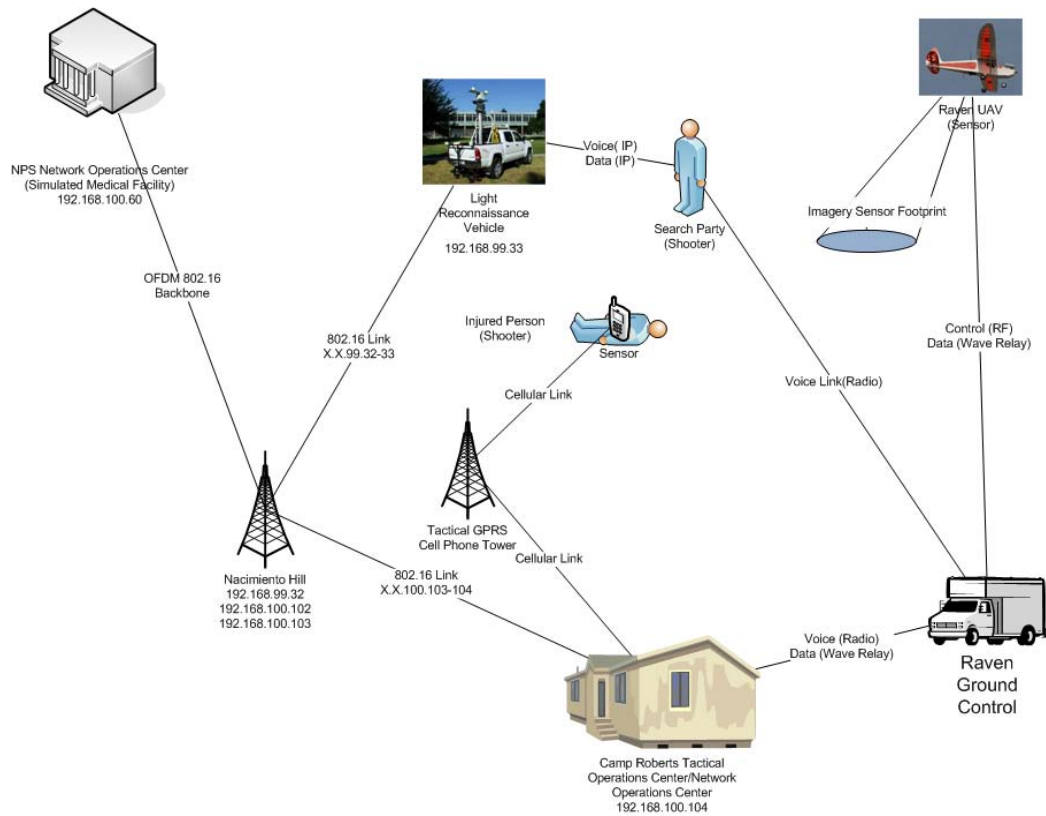 NPS Network Operations Center
(Simulated Medical Facility)
192.168.100.60
OFDM 802.16
Backbone
Light
Reconnaissance
Vehicle
192.168.99.33
Voice( IP)
Data (IP)
Search Party
(Shooter)
Raven UAV
(Sensor)
Imagery Sensor Footprint
802.16 Link
X.X.99.32-33
Injured Person
(Shooter)
Sensor
Cellular Link
Control (RF)
Data (Wave Relay)
Voice Link(Radio)
Tactical GPRS
Cell Phone Tower
Cellular Link
Nacimiento Hill
192.168.99.32
192.168.100.102
192.168.100.103
802.16 Link
X.X.100.103-104
Voice (Radio)
Data (Wave Relay)
Raven
Ground
Control
Camp Roberts Tactical
Operations Center/Network
Operations Center
192.168.100.104